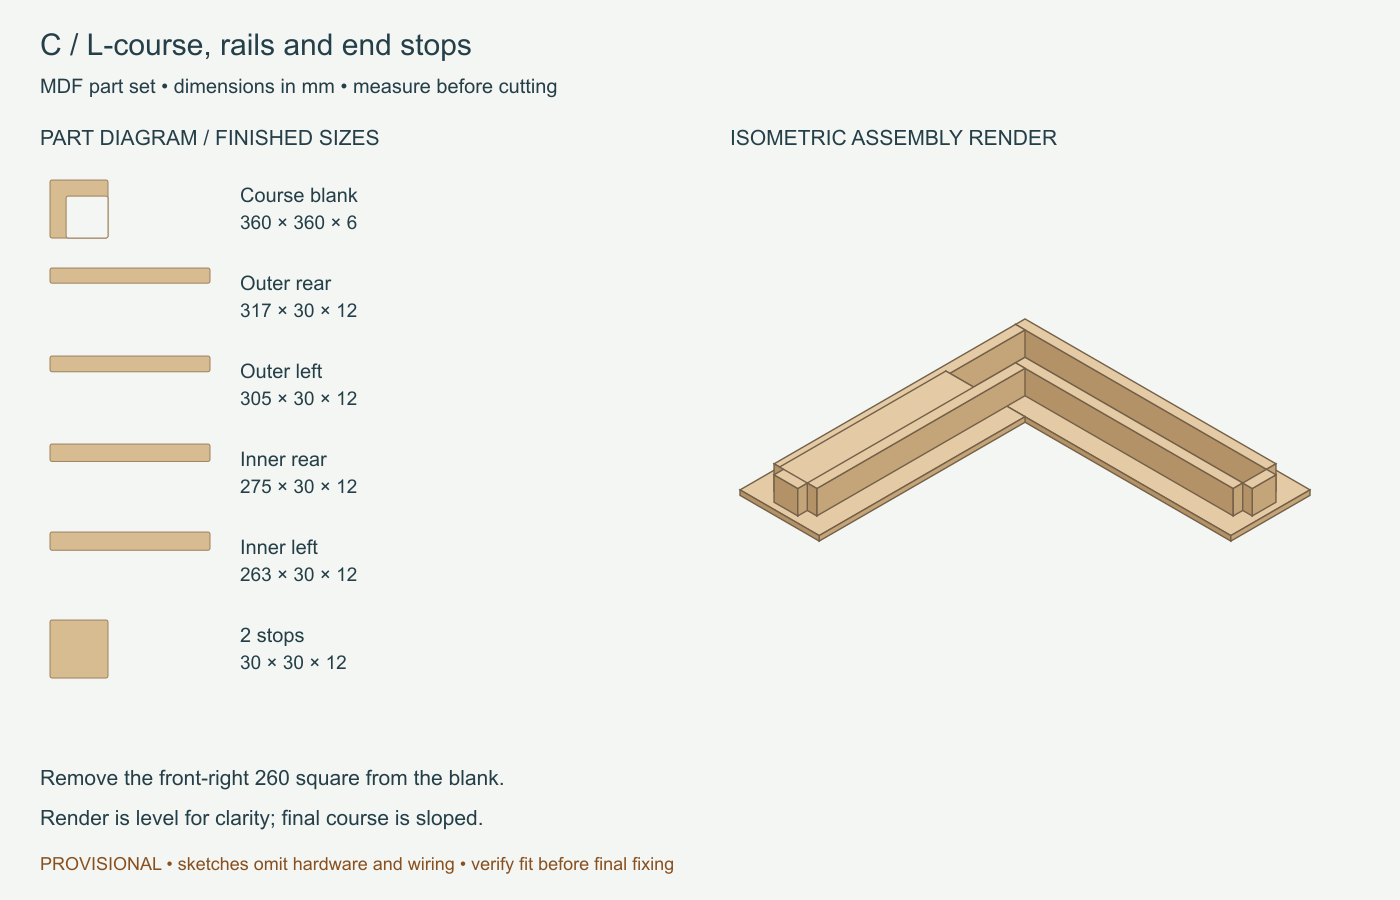 C / L-course, rails and end stops
MDF part set • dimensions in mm • measure before cutting
PART DIAGRAM / FINISHED SIZES
ISOMETRIC ASSEMBLY RENDER
Course blank
360 × 360 × 6
Outer rear
317 × 30 × 12
Outer left
305 × 30 × 12
Inner rear
275 × 30 × 12
Inner left
263 × 30 × 12
2 stops
30 × 30 × 12
Remove the front-right 260 square from the blank.
Render is level for clarity; final course is sloped.
PROVISIONAL • sketches omit hardware and wiring • verify fit before final fixing